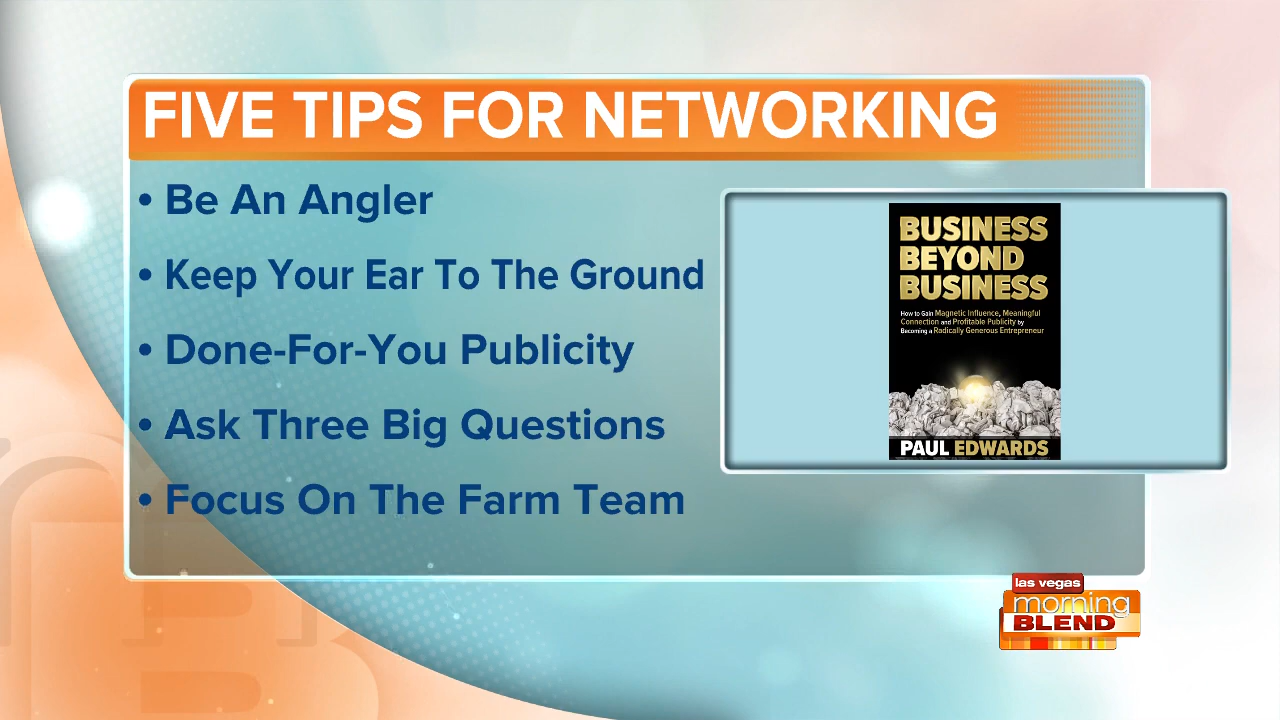 FIVE TIPS FOR NETWORKING
• Be An Angler
• Keep Your Ear To The Ground
• Done-For-You Publicity
• Ask Three Big Questions
• Focus On The Farm Team
BUSINESS
BEYOND
BUSINESS
How to Gain Magnetic Influence, Meaningful
Connection and Profitable Publicity by
Becoming a Radically Generous Entrepreneur
PAUL EDWARDS
las vegas
morning
BLEND